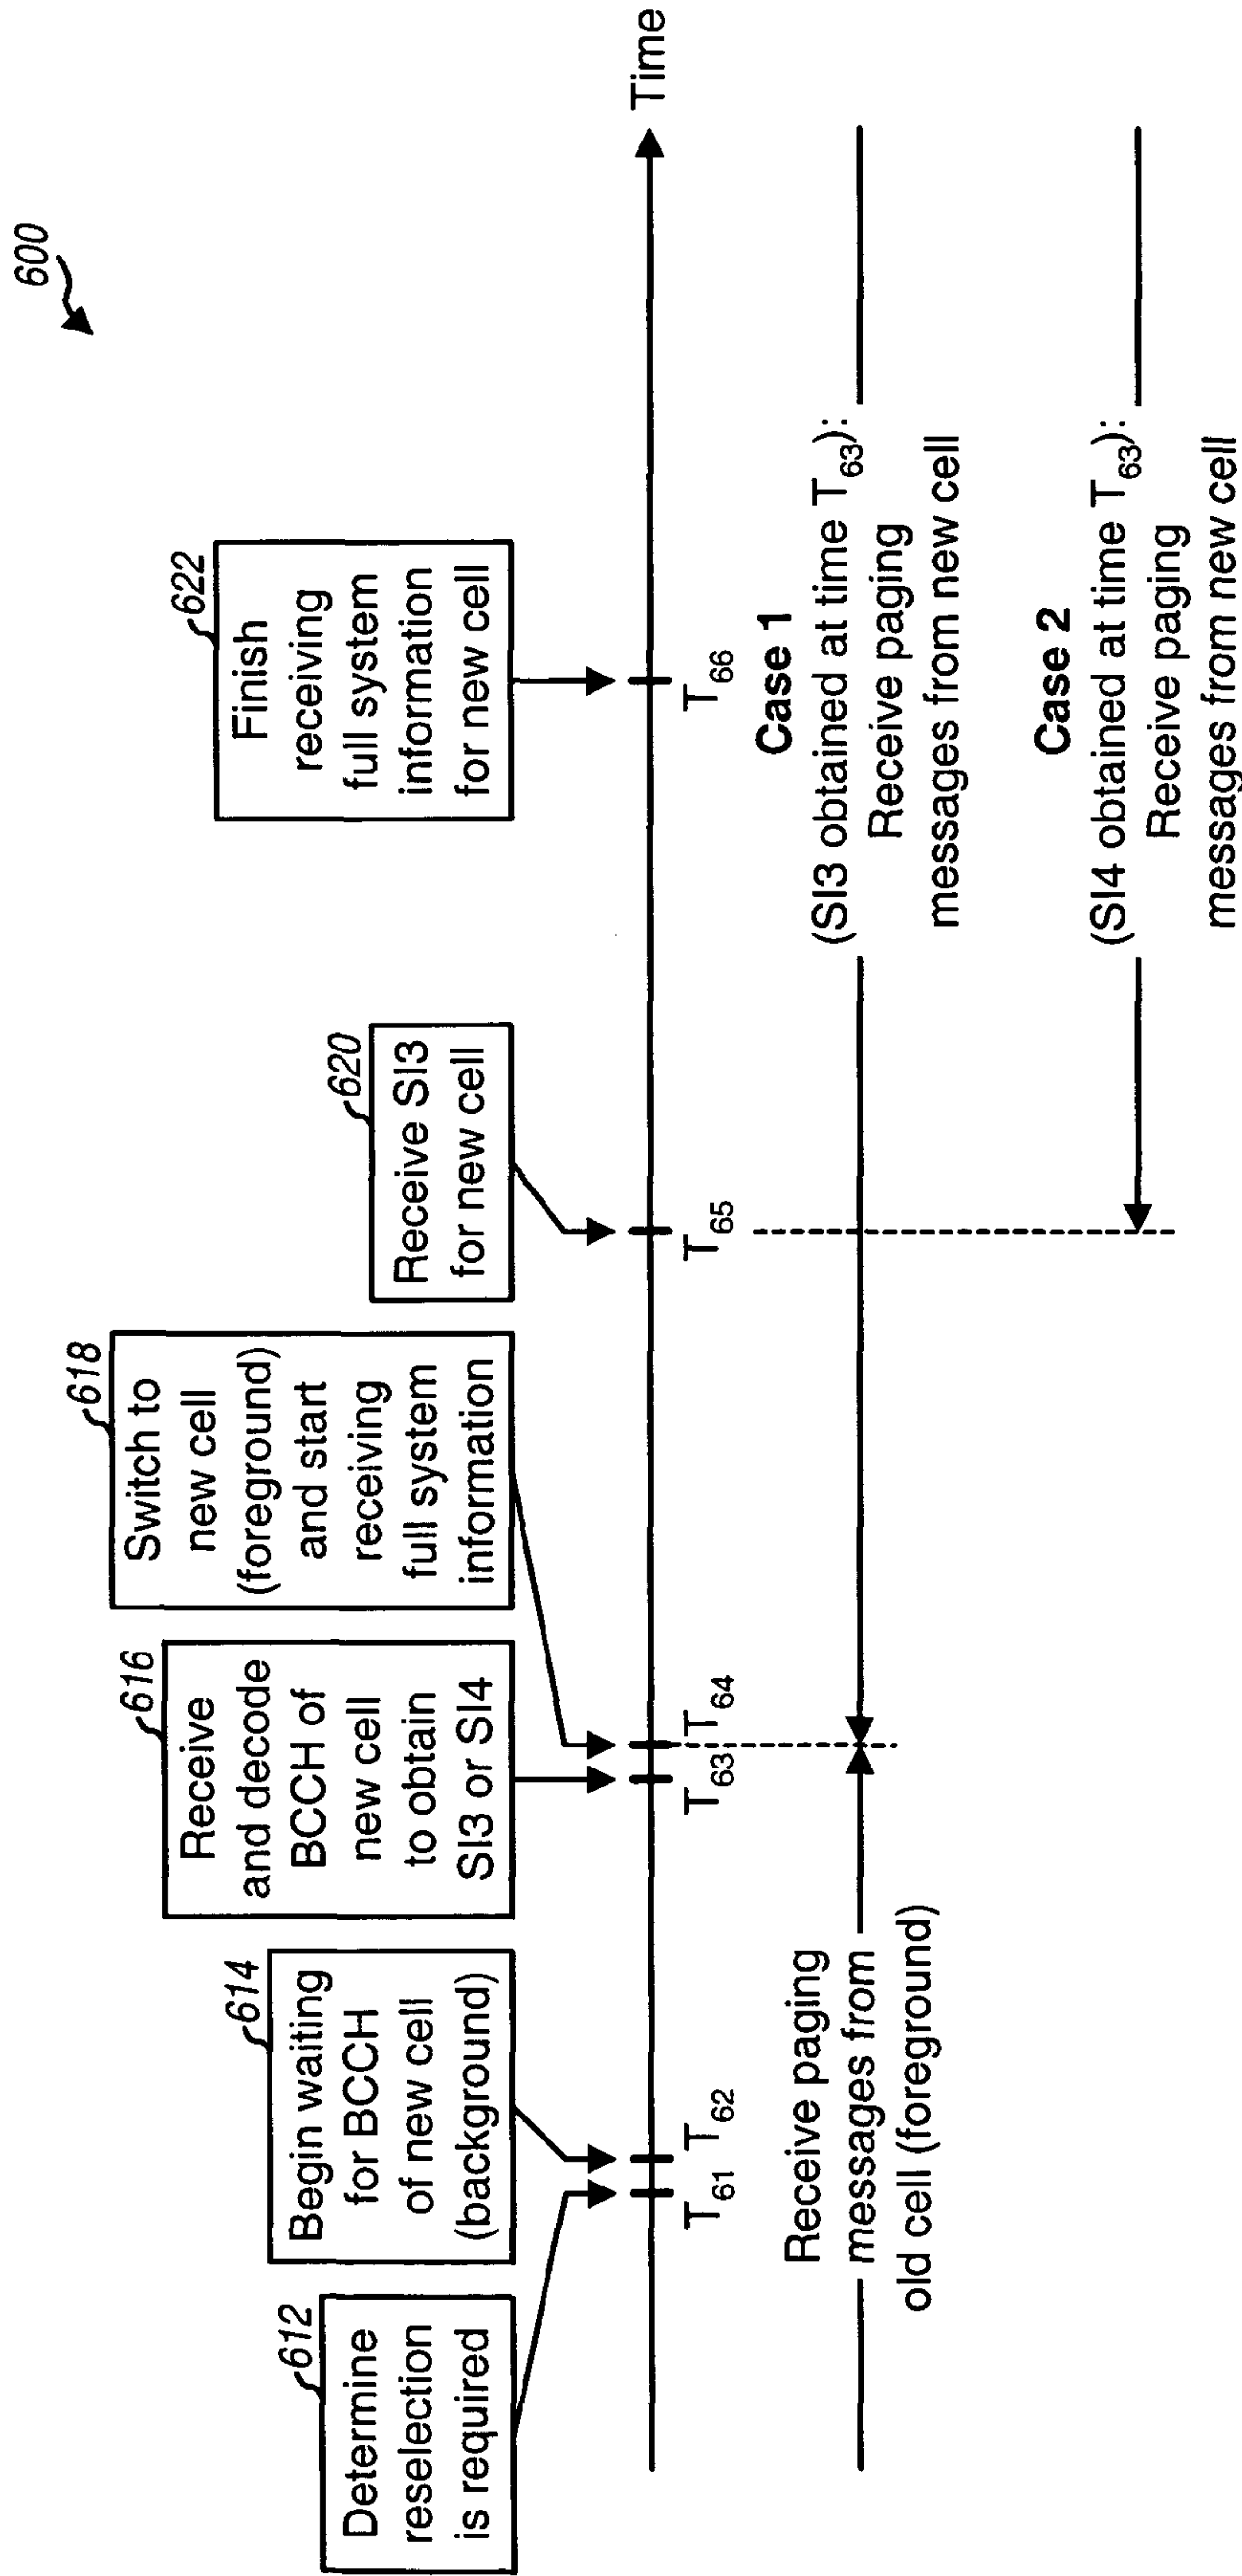 600
612
Determine
reselection
is required
614
Begin waiting
for BCCH
of new cell
(background)
616
Receive
and decode
BCCH of
new cell
to obtain
SI3 or SI4
618
Switch to
new cell
(foreground)
and start
receiving
full system
information
620
Receive SI3
for new cell
622
Finish
receiving
full system
information
for new cell
Time
T61
T62
T63
T64
T65
T66
Receive paging
messages from
old cell (foreground)
Case 1
(SI3 obtained at time T63):
Receive paging
messages from new cell
Case 2
(SI4 obtained at time T63):
Receive paging
messages from new cell